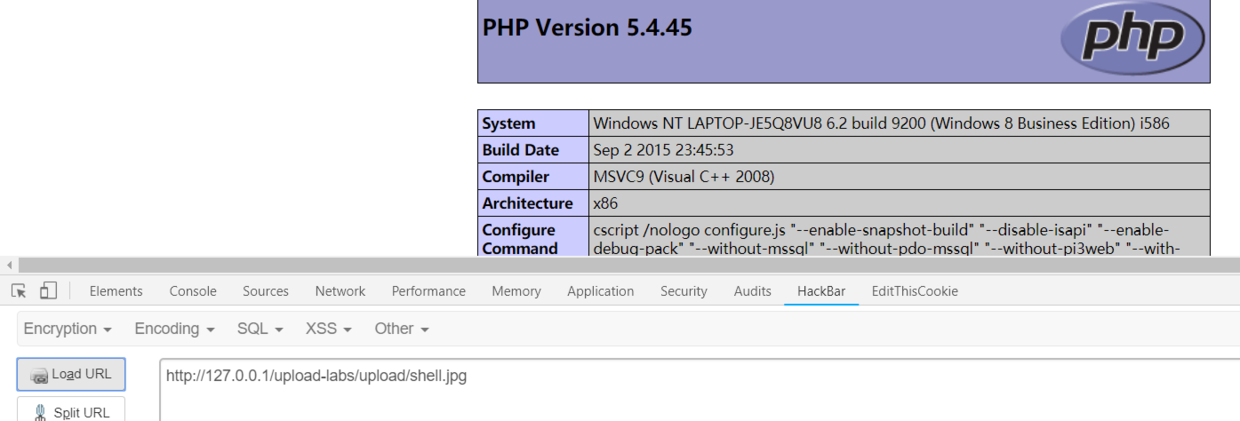 PHP Version 5.4.45
php
System Windows NT LAPTOP-JE5Q8VU8 6.2 build 9200 (Windows 8 Business Edition) i586
Build Date Sep 2 2015 23:45:53
Compiler MSVC9 (Visual C++ 2008)
Architecture x86
Configure cscript /nologo configure.js "--enable-snapshot-build" "--disable-isapi" "--enable-
Command debug-pack" "--without-mssql" "--without-pdo-mssql" "--without-pi3web" "--with-
Elements Console Sources Network Performance Memory Application Security Audits HackBar EditThisCookie
Encryption Encoding SQL XSS Other
Load URL http://127.0.0.1/upload-labs/upload/shell.jpg
Split URL